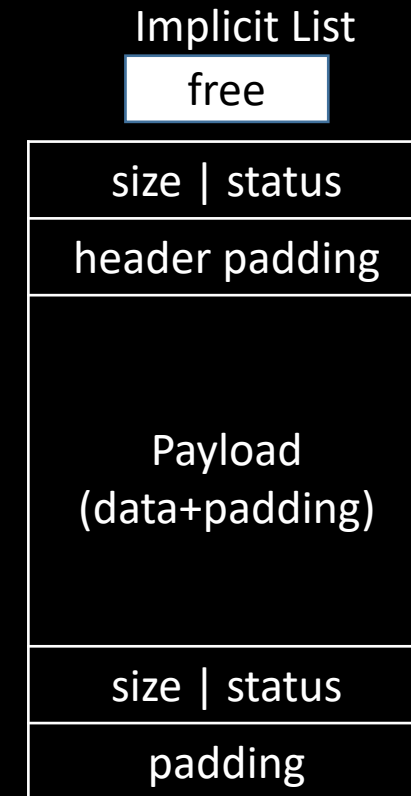 Implicit List
free
size | status
header padding
Payload
(data+padding)
size | status
padding